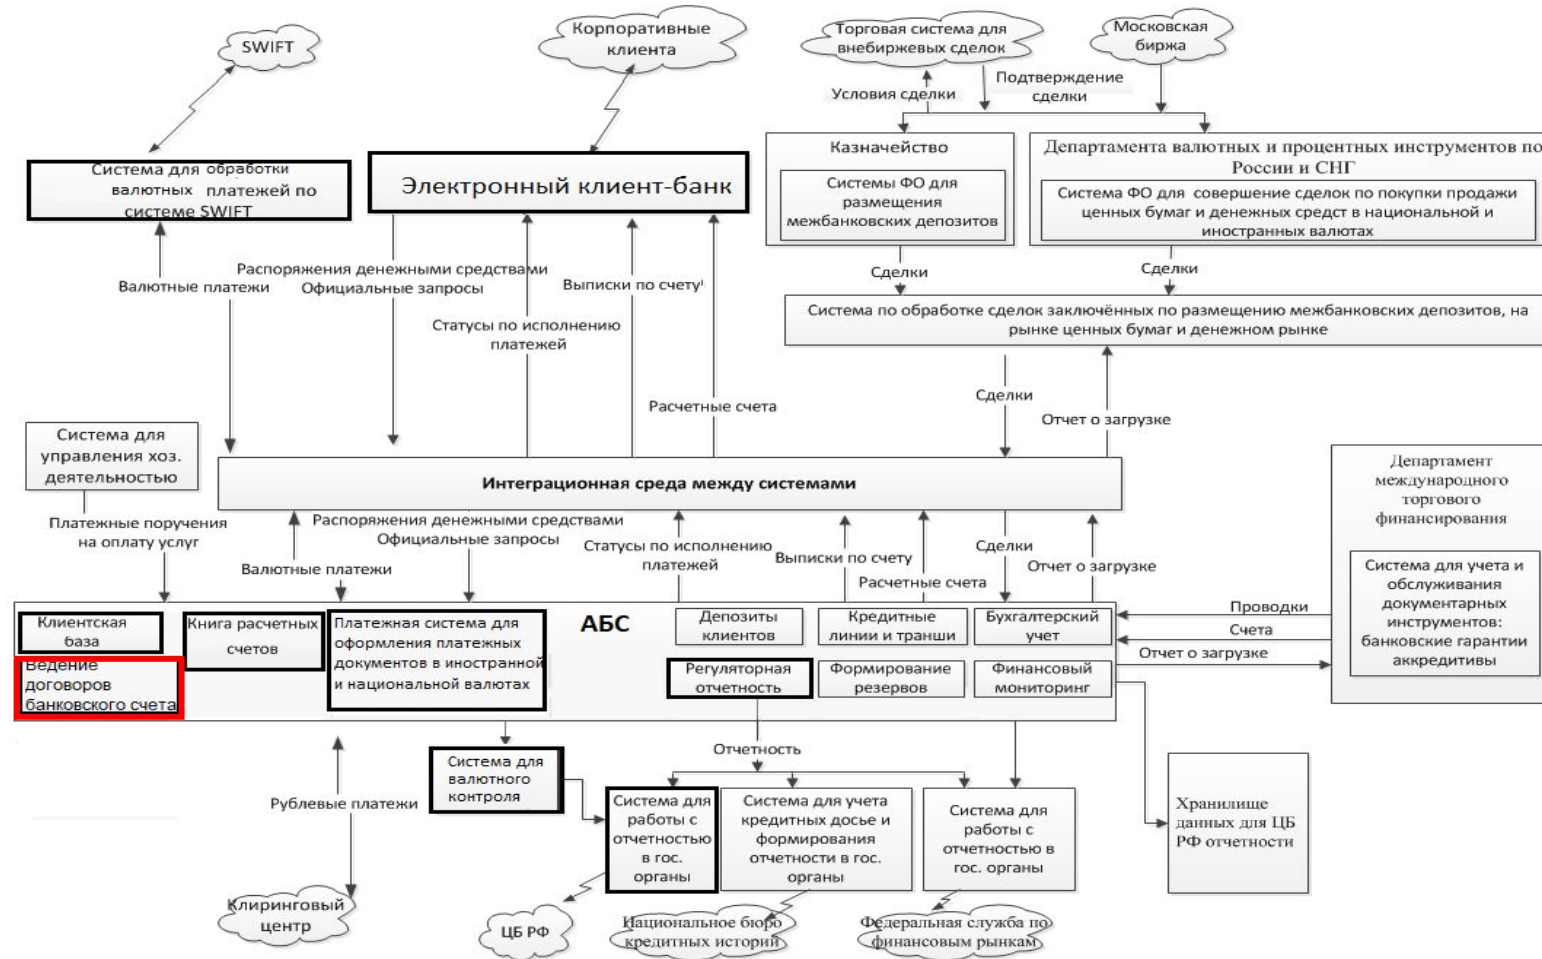 SWIFT
Корпоративные
клиента
Торговая система для
внебиржевых сделок
Московская
биржа
Условия сделки
Подтверждение
сделки
Система для обработки
валютных платежей по
системе SWIFT
Электронный клиент-банк
Казначейство
Системы ФО для
размещения
межбанковских депозитов
Департамента валютных и процентных инструментов по
России и СНГ
Система ФО для совершение сделок по покупки продажи
ценных бумаг и денежных средст в национальной и
иностранных валютах
Валютные платежи
Распоряжения денежными средствами
Официальные запросы
Выписки по счету
Статусы по исполнению
платежей
Расчетные счета
Сделки
Сделки
Система по обработке сделок заключённых по размещению межбанковских депозитов, на
рынке ценных бумаг и денежном рынке
Сделки
Отчет о загрузке
Система для
управления хоз.
деятельностью
Интеграционная среда между системами
Департамент
международного
торгового
финансирования
Система для учета и
обслуживания
документарных
инструментов:
банковские гарантии
аккредитивы
Платежные поручения
на оплату услуг
Валютные платежи
Распоряжения денежными средствами
Официальные запросы
Статусы по исполнению
платежей
Выписки по счету
Расчетные счета
Сделки
Отчет о загрузке
Проводки
Счета
Отчет о загрузке
Клиентская
база
Ведение
договоров
банковского счета
Книга расчетных
счетов
Платежная система для
оформления платежных
документов в иностранной
и национальной валютах
АБС
Депозиты
клиентов
Кредитные
линии и транши
Бухгалтерский
учет
Регуляторная
отчетность
Формирование
резервов
Финансовый
мониторинг
Рублевые платежи
Система для
валютного
контроля
Отчетность
Система для
работы с
отчетностью
в гос.
органы
Система для учета
кредитных досье и
формирования
отчетности в гос.
органы
Система для
работы с
отчетностью в
гос. органы
Хранилище
данных для ЦБ
РФ отчетности
Клиринговый
центр
ЦБ РФ
Национальное бюро
кредитных историй
Федеральная служба по
финансовым рынкам